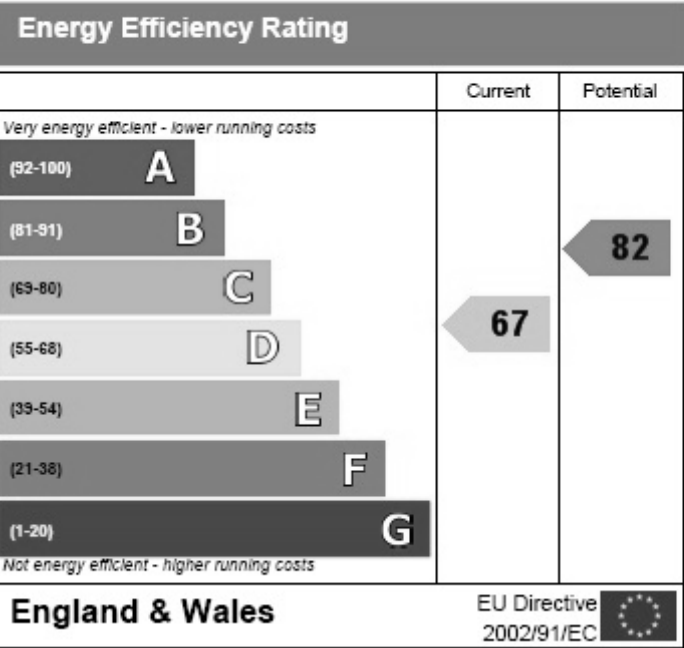 Energy Efficiency Rating
Current Potential
Very energy efficient - lower running costs
(92-100) A
(81-91) B
82
(69-80) C
67
(55-68) D
(39-54) E
(21-38) F
(1-20) G
Not energy efficient - higher running costs
England & Wales
EU Directive
2002/91/EC